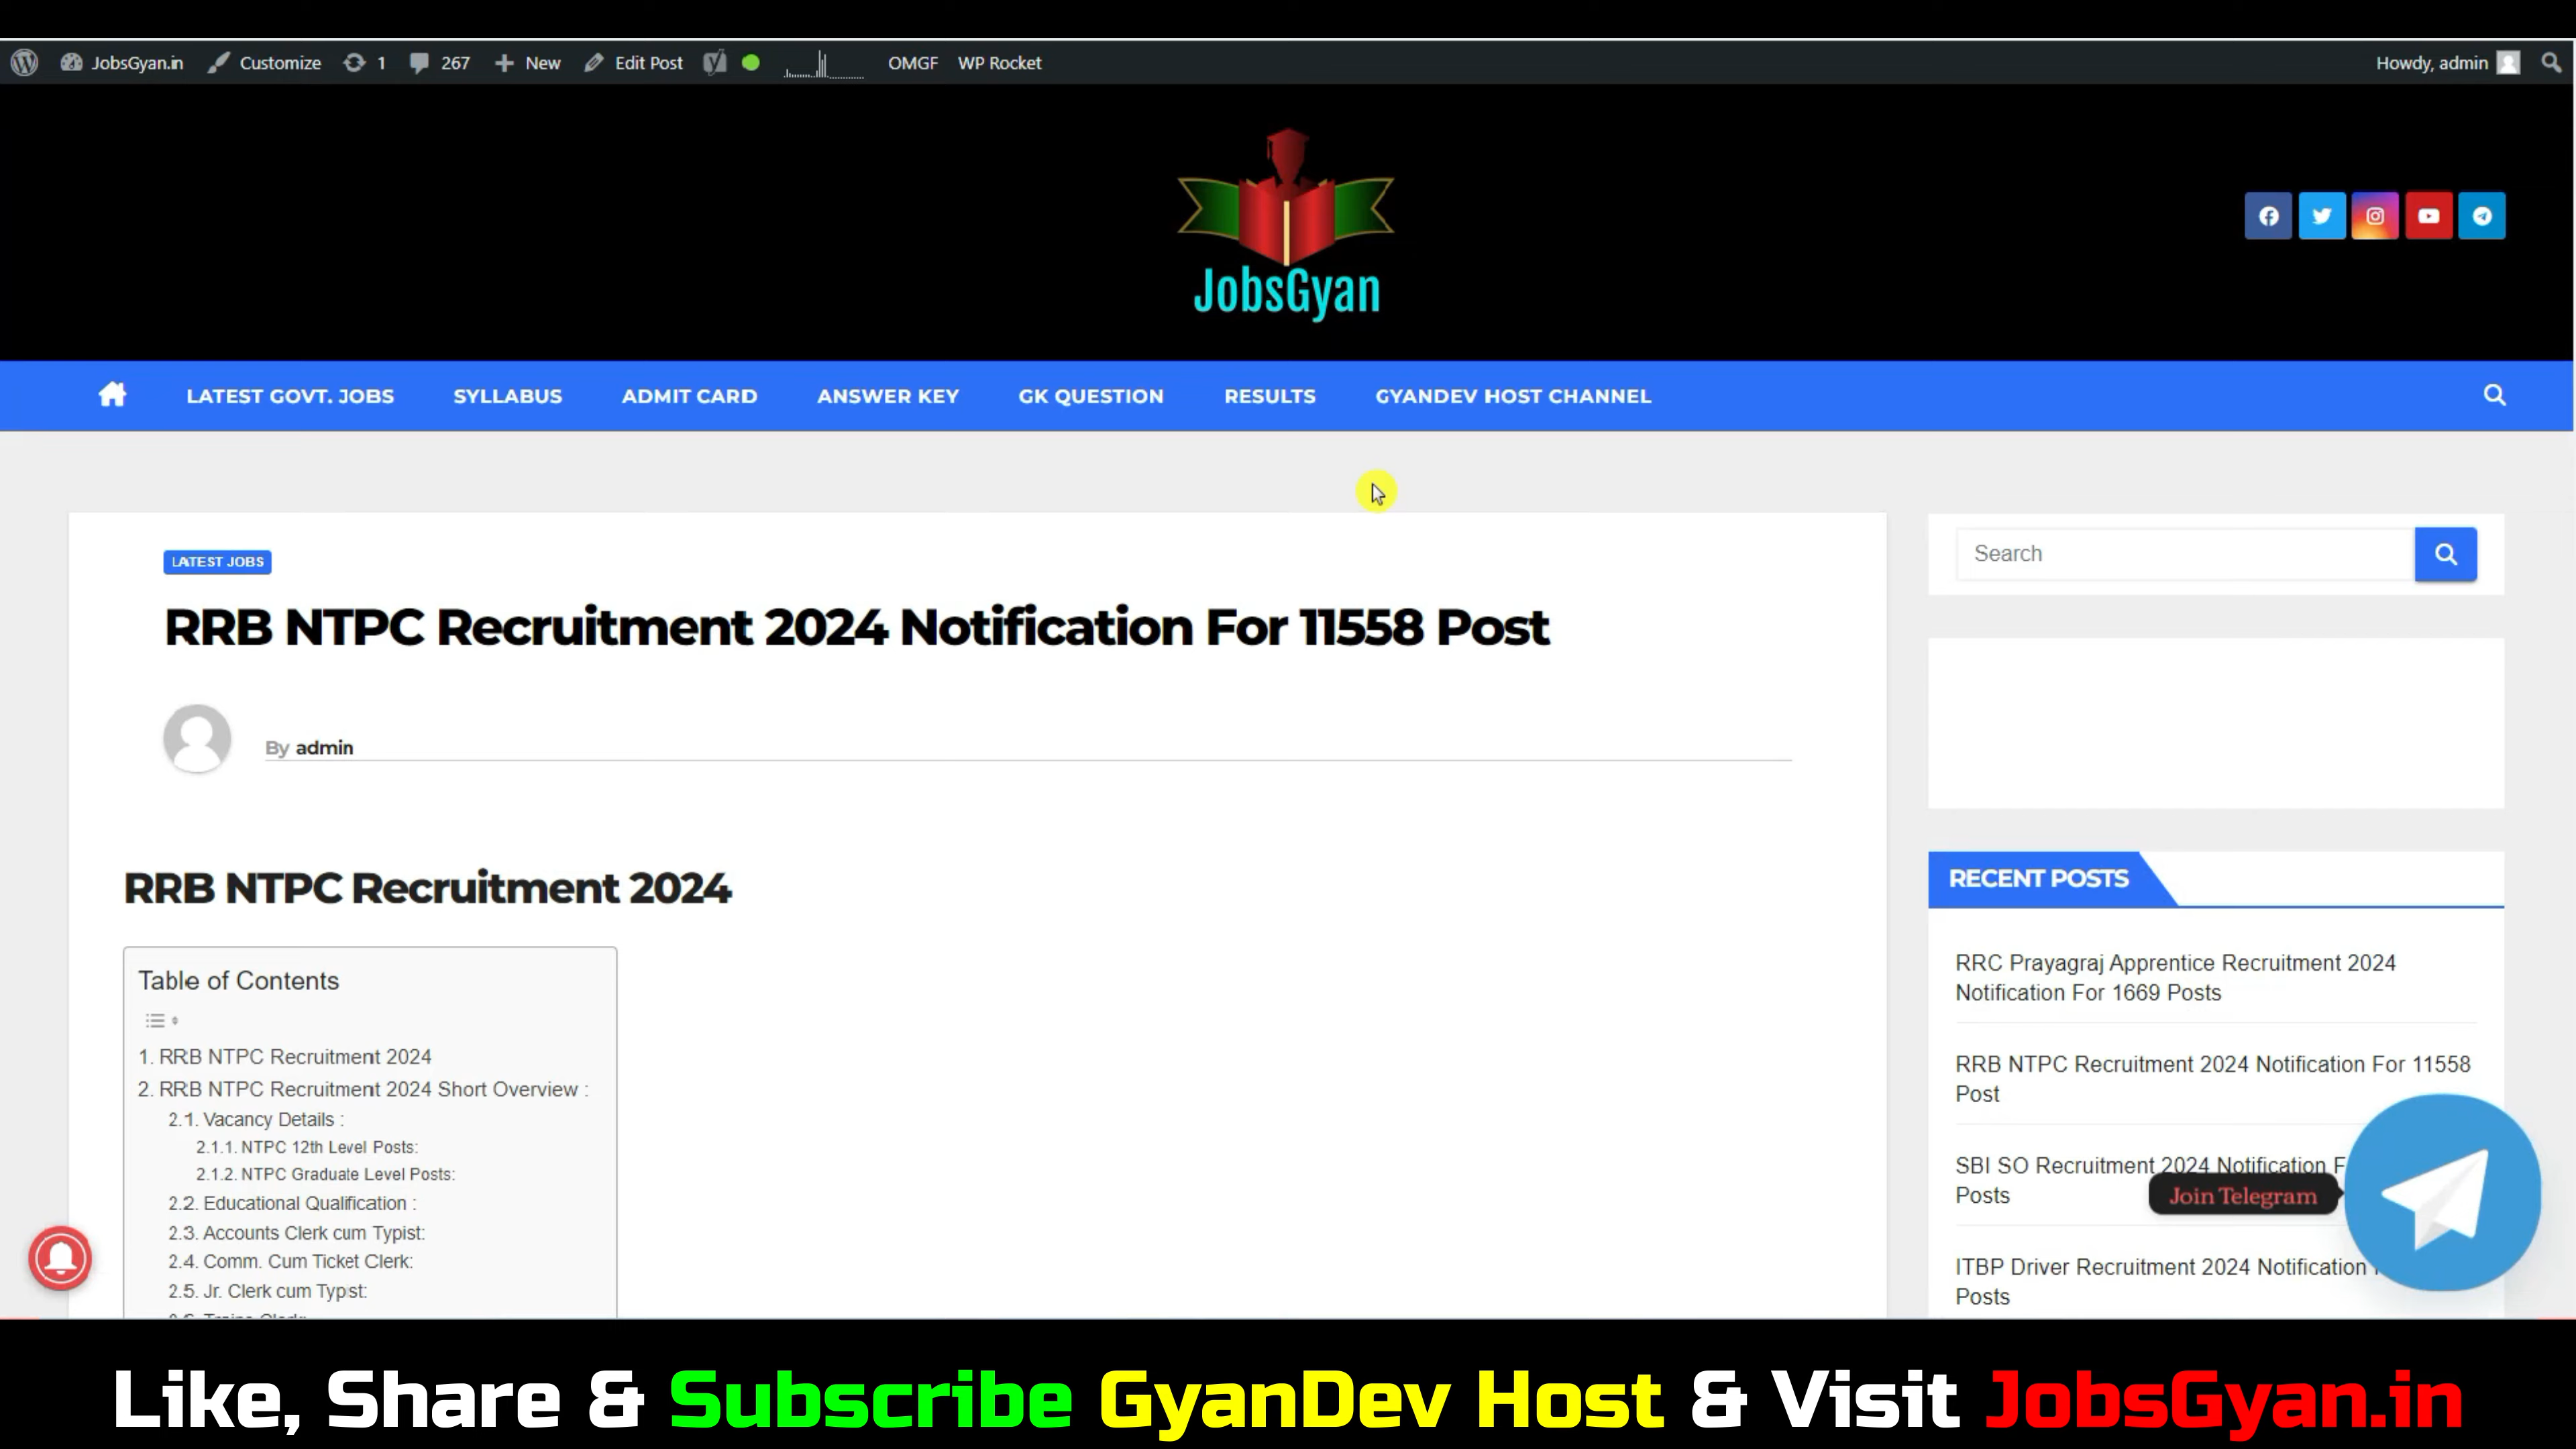 JobsGyan.in Customize 1 267 New Edit Post OMGF WP Rocket Howdy, admin
JobsGyan
LATEST GOVT. JOBS SYLLABUS ADMIT CARD ANSWER KEY GK QUESTION RESULTS GYANDEV HOST CHANNEL
LATEST JOBS
RRB NTPC Recruitment 2024 Notification For 11558 Post
By admin
RRB NTPC Recruitment 2024
Table of Contents
1. RRB NTPC Recruitment 2024
2. RRB NTPC Recruitment 2024 Short Overview :
2.1. Vacancy Details :
2.1.1. NTPC 12th Level Posts:
2.1.2. NTPC Graduate Level Posts:
2.2. Educational Qualification :
2.3. Accounts Clerk cum Typist:
2.4. Comm. Cum Ticket Clerk:
2.5. Jr. Clerk cum Typist:
Search
RECENT POSTS
RRC Prayagraj Apprentice Recruitment 2024
Notification For 1669 Posts
RRB NTPC Recruitment 2024 Notification For 11558
Post
SBI SO Recruitment 2024 Notification F
Posts
Join Telegram
ITBP Driver Recruitment 2024 Notification
Posts
Like, Share & Subscribe GyanDev Host & Visit JobsGyan.in